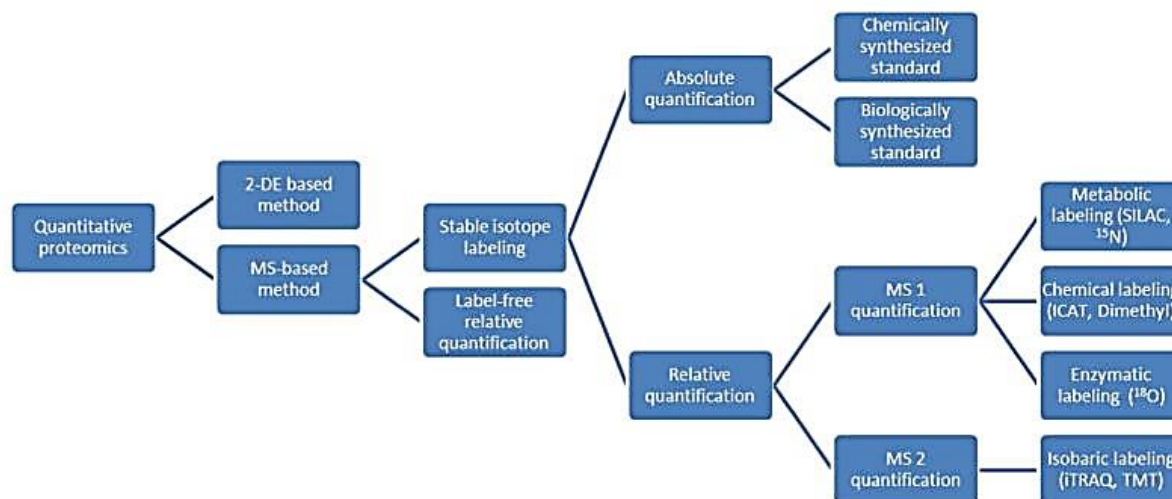 Quantitative
proteomics
2-DE based
method
MS-based
method
Stable isotope
labeling
Label-free
relative
quantification
Absolute
quantification
Relative
quantification
Chemically
synthesized
standard
Biologically
synthesized
standard
MS 1
quantification
MS 2
quantification
Metabolic
labeling (SILAC,
¹⁵N)
Chemical labeling
(ICAT, Dimethyl)
Enzymatic
labeling (¹⁸O)
Isobaric labeling
(iTRAQ, TMT)